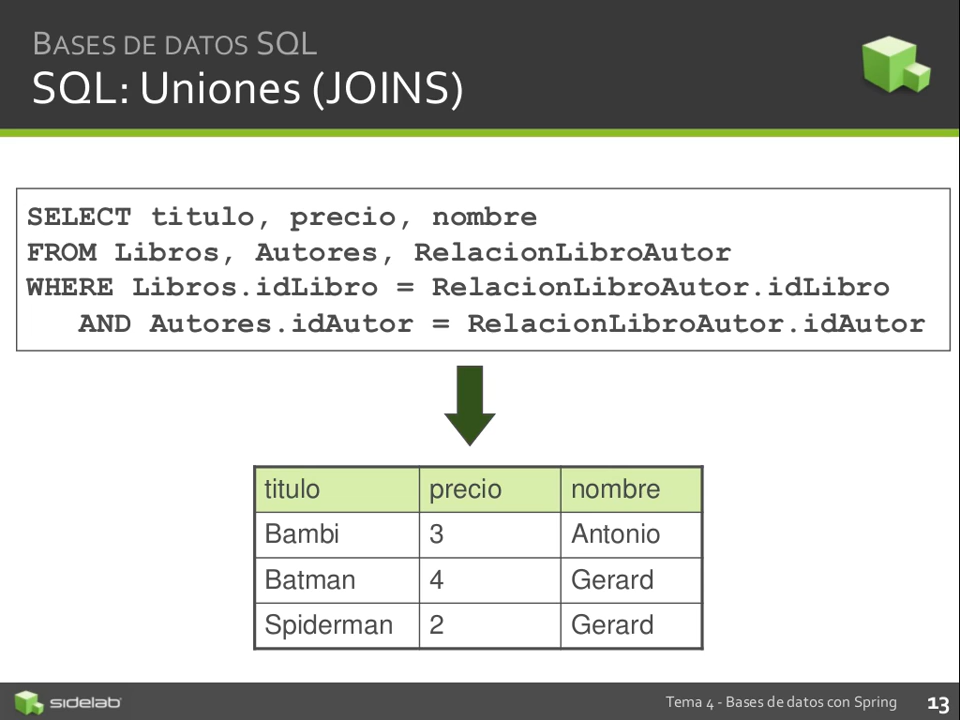 BASES DE DATOS SQL
SQL: Uniones (JOINS)
SELECT titulo, precio, nombre
FROM Libros, Autores, RelacionLibroAutor
WHERE Libros.idLibro = RelacionLibroAutor.idLibro
AND Autores.idAutor = RelacionLibroAutor.idAutor
titulo precio nombre
Bambi 3 Antonio
Batman 4 Gerard
Spiderman 2 Gerard
sidelab
Tema 4 - Bases de datos con Spring 13